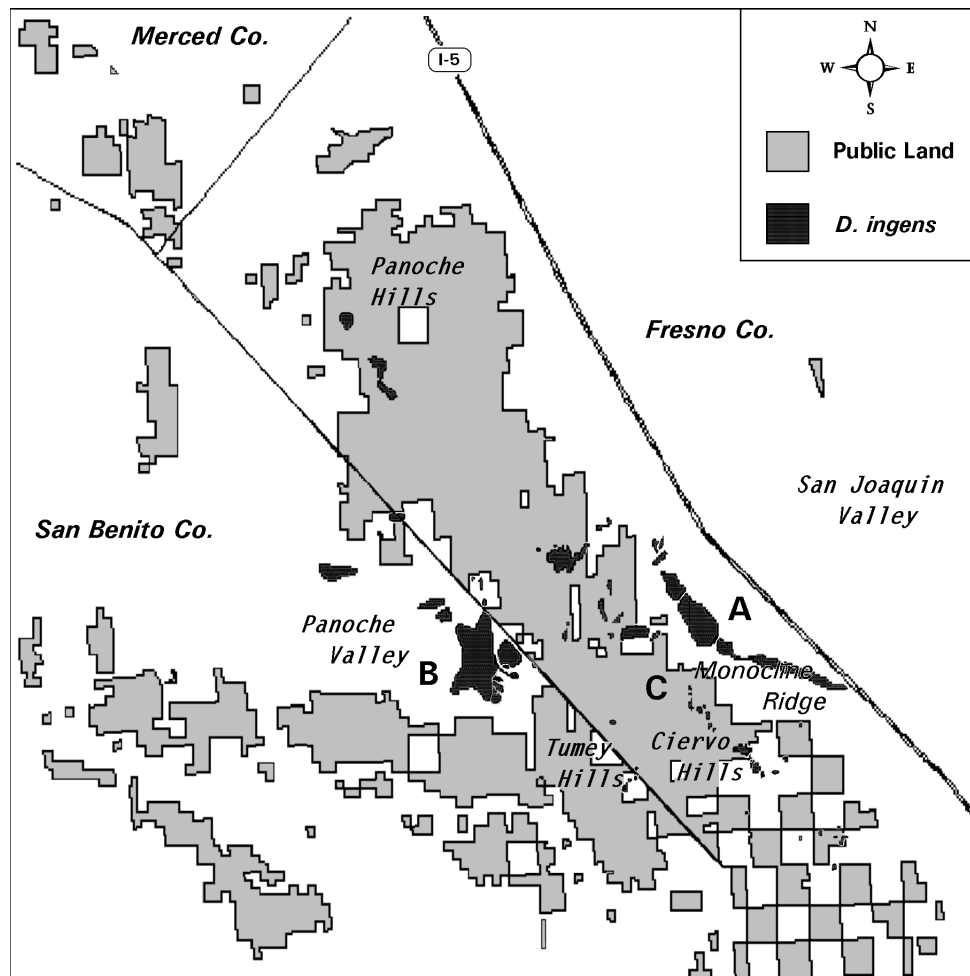 Merced Co.
I-5
N
W E
S
Public Land
D. ingens
Panoche
Hills
Fresno Co.
San Joaquin
Valley
San Benito Co.
A
Panoche
Valley
B
Monocline
Ridge
C
Tumey
Hills
Ciervo
Hills